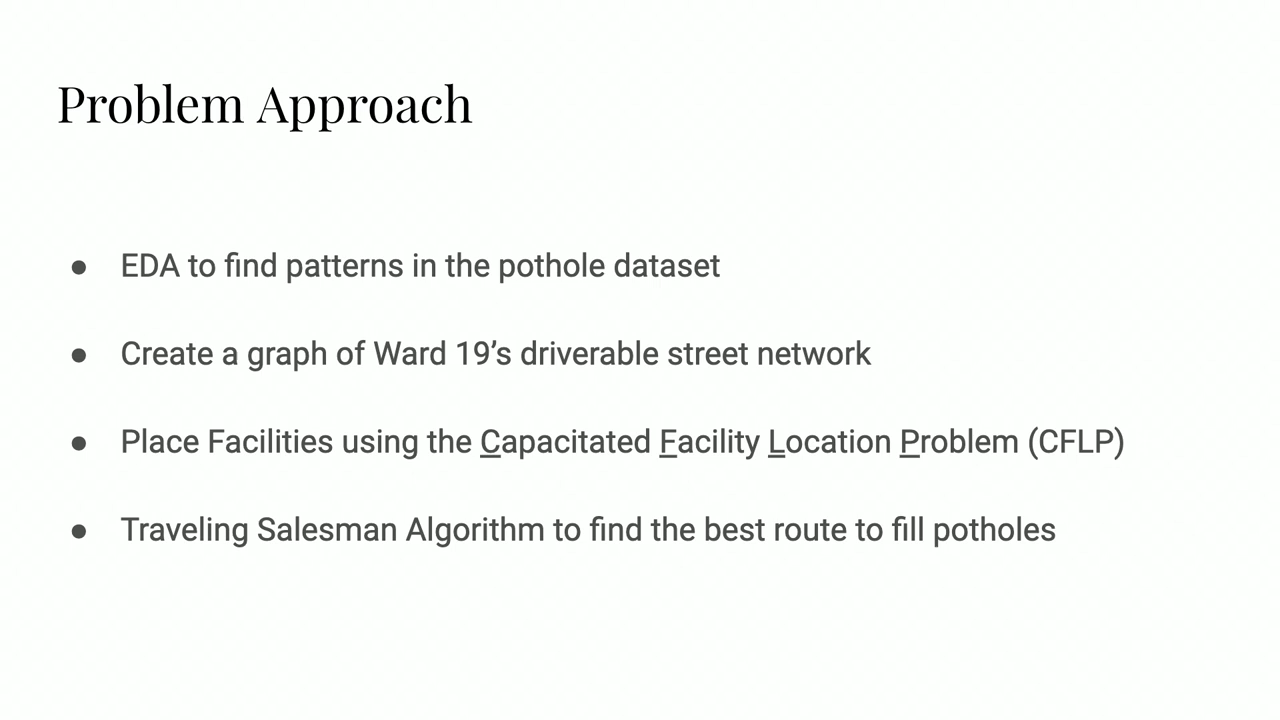 Problem Approach
● EDA to find patterns in the pothole dataset
● Create a graph of Ward 19’s driverable street network
● Place Facilities using the Capacitated Facility Location Problem (CFLP)
● Traveling Salesman Algorithm to find the best route to fill potholes